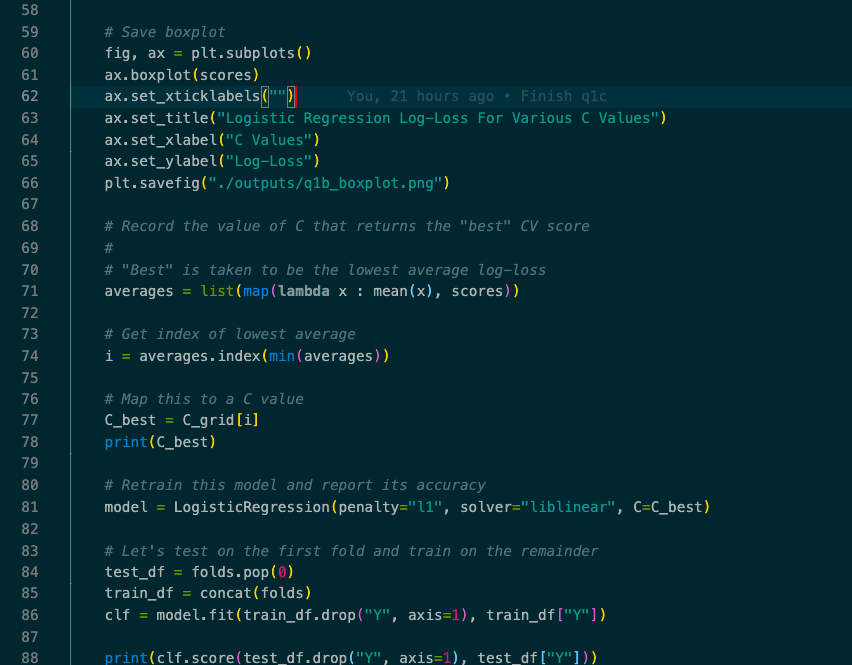 58
59 # Save boxplot
60 fig, ax = plt.subplots()
61 ax.boxplot(scores)
62 ax.set_xticklabels("") You, 21 hours ago • Finish q1c
63 ax.set_title("Logistic Regression Log-Loss For Various C Values")
64 ax.set_xlabel("C Values")
65 ax.set_ylabel("Log-Loss")
66 plt.savefig("./outputs/q1b_boxplot.png")
67
68 # Record the value of C that returns the "best" CV score
69 #
70 # "Best" is taken to be the lowest average log-loss
71 averages = list(map(lambda x : mean(x), scores))
72
73 # Get index of lowest average
74 i = averages.index(min(averages))
75
76 # Map this to a C value
77 C_best = C_grid[i]
78 print(C_best)
79
80 # Retrain this model and report its accuracy
81 model = LogisticRegression(penalty="l1", solver="liblinear", C=C_best)
82
83 # Let's test on the first fold and train on the remainder
84 test_df = folds.pop(0)
85 train_df = concat(folds)
86 clf = model.fit(train_df.drop("Y", axis=1), train_df["Y"])
87
88 print(clf.score(test_df.drop("Y", axis=1), test_df["Y"]))